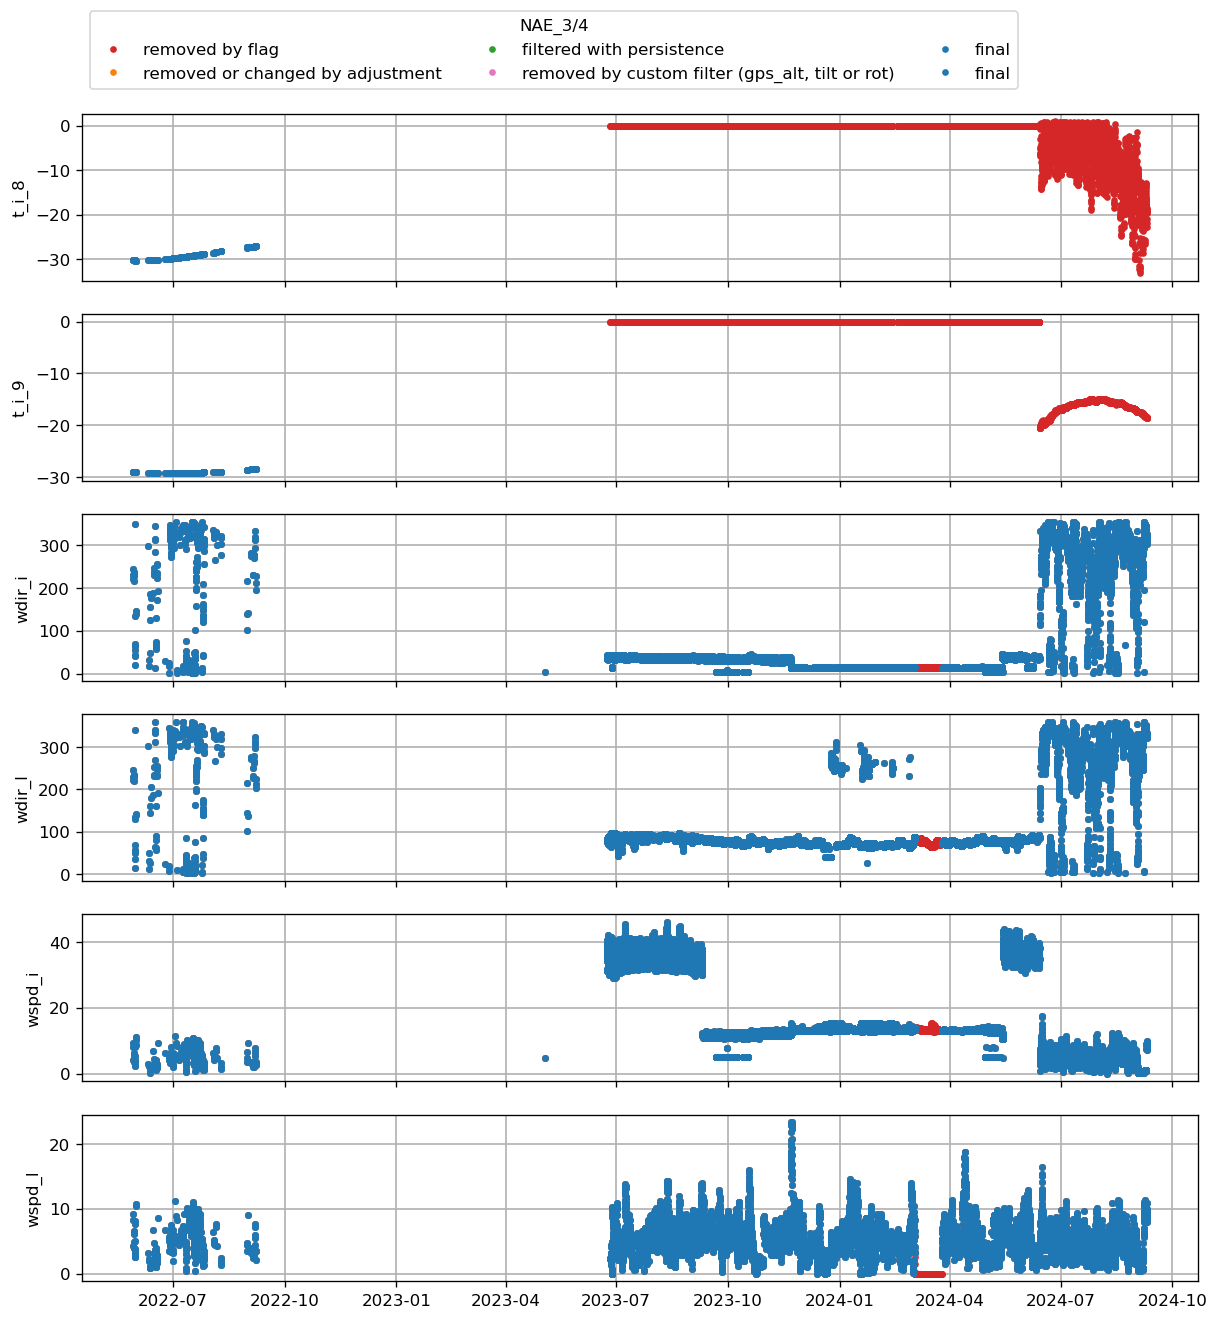 NAE_3/4
removed by flag filtered with persistence final
removed or changed by adjustment removed by custom filter (gps_alt, tilt or rot) final
0
−10
−20
−30
t_i_8
0
−10
−20
−30
t_i_9
300
200
100
0
wdir_i
300
200
100
0
wdir_l
40
20
0
wspd_i
20
10
0
wspd_l
2022-07 2022-10 2023-01 2023-04 2023-07 2023-10 2024-01 2024-04 2024-07 2024-10